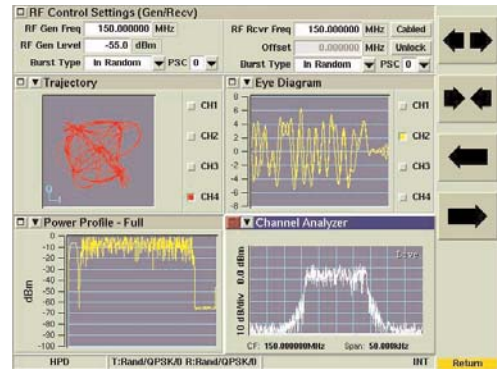 RF Control Settings (Gen/Recv)
RF Gen Freq 150.000000 MHz
RF Gen Level -55.0 dBm
Burst Type In Random PSC 0
RF Rcvr Freq 150.000000 MHz Cabled
Offset 0.000000 MHz Unlock
Burst Type In Random PSC 0
Trajectory
CH1
CH2
CH3
CH4
Q
I
Eye Diagram
8
6
4
2
0
-2
-4
-6
-8
CH1
CH2
CH3
CH4
Power Profile - Full
dBm
0
-10
-20
-30
-40
-50
-60
-70
-80
-90
-100
Channel Analyzer
Live
10 dB/div 0.0 dBm
CF: 150.000000MHz Span: 50.000kHz
HPD T:Rand/QPSK/0 R:Rand/QPSK/0 INT Return